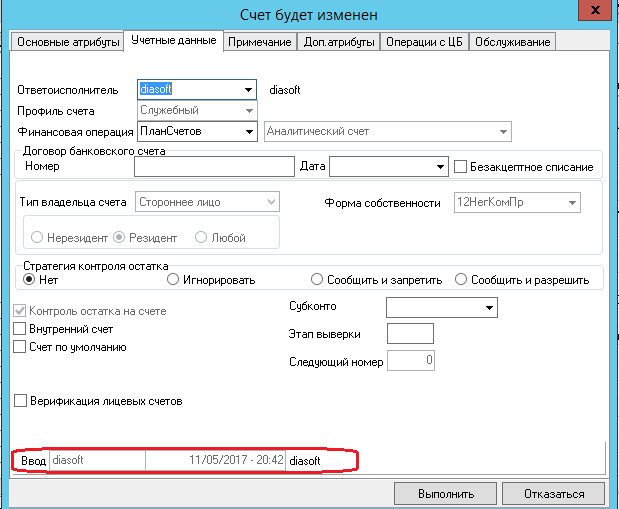 Счет будет изменен
x
Основные атрибуты Учетные данные Примечание Доп.атрибуты Операции с ЦБ Обслуживание
Ответоисполнитель diasoft diasoft
Профиль счета Служебный
Финансовая операция ПланСчетов Аналитический счет
Договор банковского счета
Номер Дата Безакцептное списание
Тип владельца счета Стороннее лицо Форма собственности 12НегКомПр
Нерезидент Резидент Любой
Стратегия контроля остатка
Нет Игнорировать Сообщить и запретить Сообщить и разрешить
Контроль остатка на счете Субконто
Внутренний счет Этап выверки
Счет по умолчанию Следующий номер 0
Верификация лицевых счетов
Ввод diasoft 11/05/2017 - 20:42 diasoft
Выполнить Отказаться